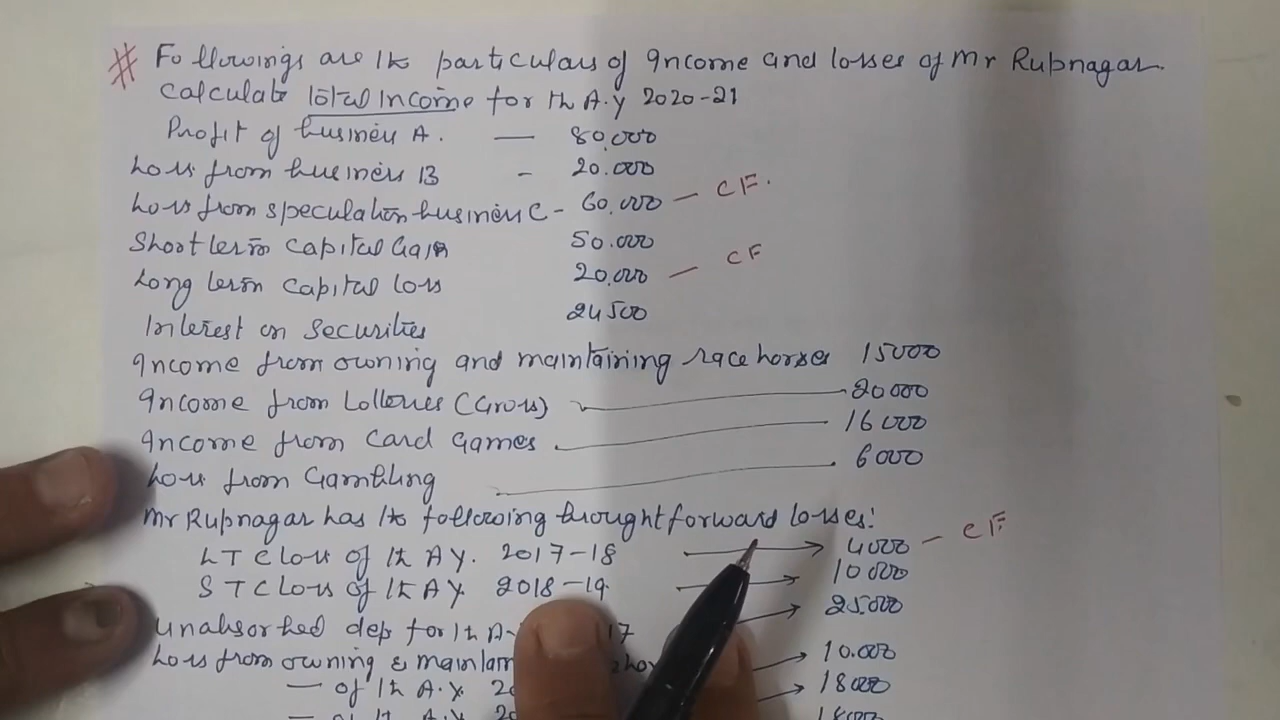 # Followings are the particulars of Income and losses of Mr Rupnagar.
Calculate Total Income for the A.Y 2020-21
Profit of business A. — 80,000
Loss from business B - 20.000
Loss from speculation business C - 60,000 — CF.
Short term Capital Gain 50.000
Long term Capital loss 20,000 — CF
Interest on Securities 24500
Income from owning and maintaining race horses 15000
Income from Lotteries (Gross) 20000
Income from Card Games 16000
Loss from Gambling 6000
Mr Rupnagar has the following brought forward losses:
LTC loss of the AY. 2017-18 4000 — CF
STC loss of the AY. 2018-19 10000
Unabsorbed dep for the A- 17 25000
Loss from owning & 10.000
— of the A.Y. 18000